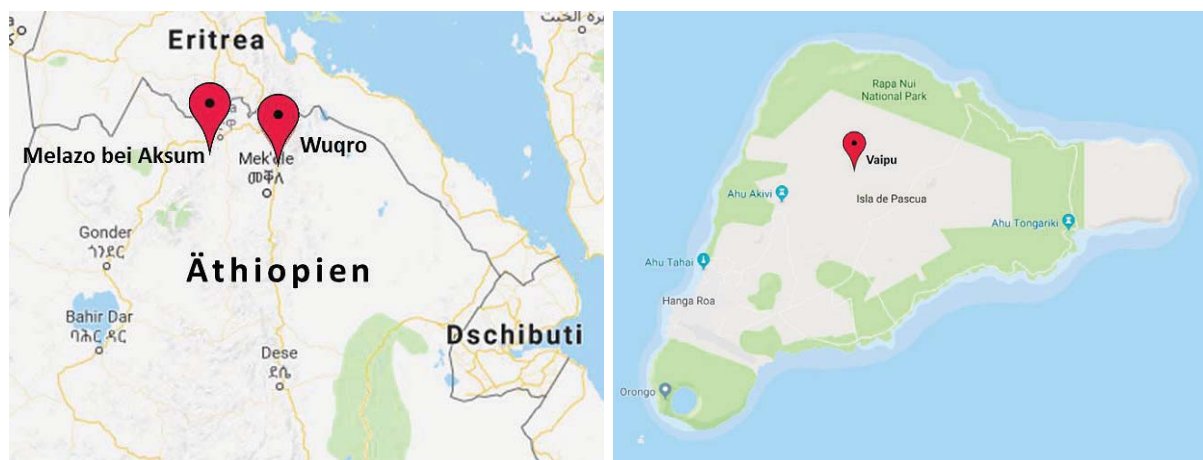 Eritrea
Melazo bei Aksum
Wuqro
Mek'ele
መቐለ
Gonder
ጎንደር
Äthiopien
Bahir Dar
ባሕር ዳር
Dschibuti
Dese
ደሴ
Rapa Nui
National Park
Vaipu
Ahu Akivi
Isla de Pascua
Ahu Tongariki
Ahu Tahai
Hanga Roa
Orongo